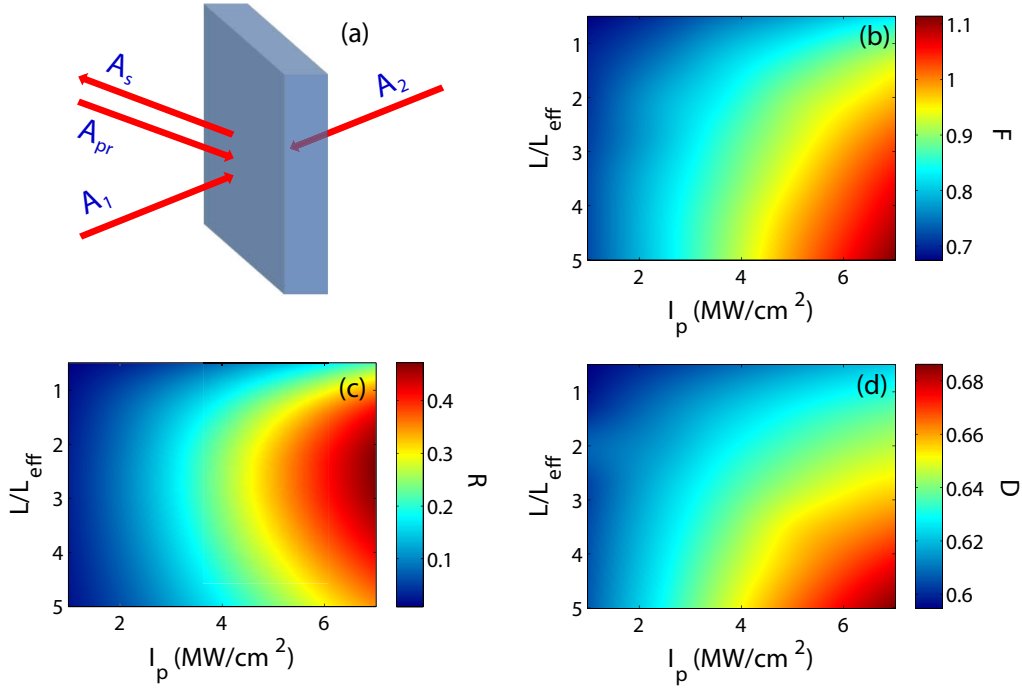 (a)
A_s
A_pr
A_1
A_2
(b)
1
2
3
4
5
L/L_eff
2 4 6
I_p (MW/cm^2)
1.1
1
0.9
0.8
0.7
F
(c)
1
2
3
4
5
L/L_eff
2 4 6
I_p (MW/cm^2)
0.4
0.3
0.2
0.1
R
(d)
1
2
3
4
5
L/L_eff
2 4 6
I_p (MW/cm^2)
0.68
0.66
0.64
0.62
0.6
D